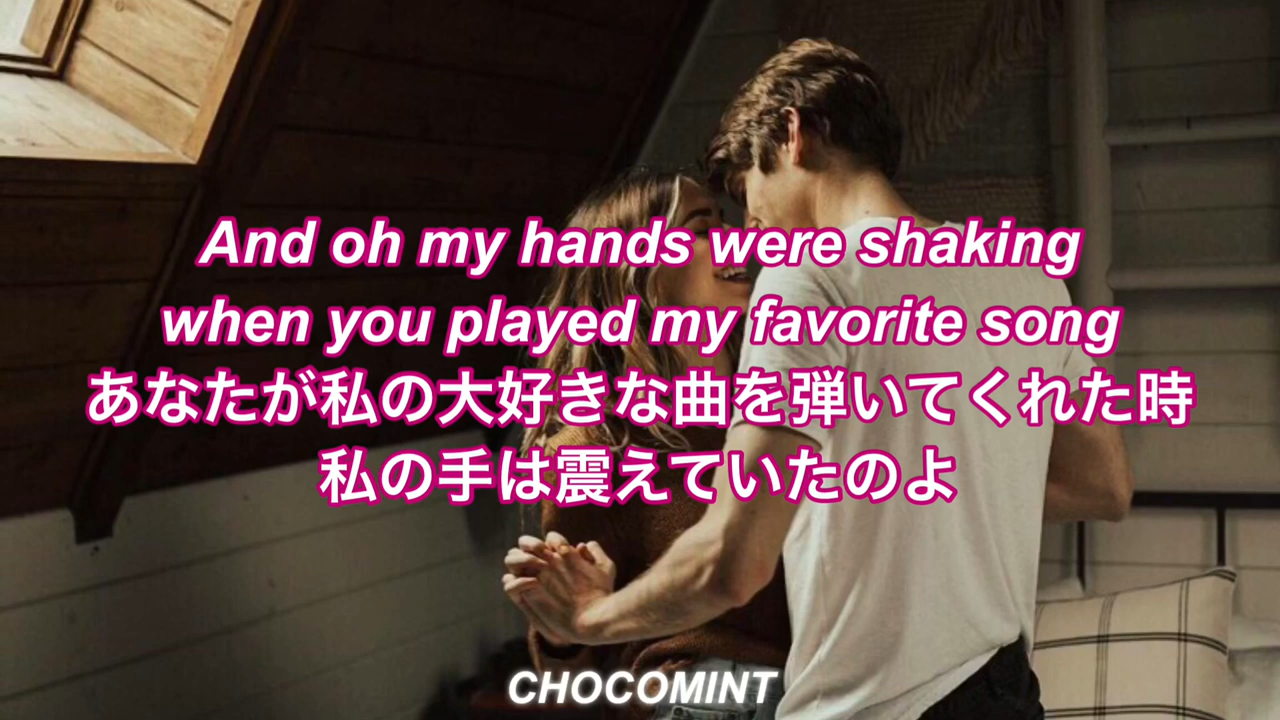 And oh my hands were shaking
when you played my favorite song
あなたが私の大好きな曲を弾いてくれた時
私の手は震えていたのよ
CHOCOMINT